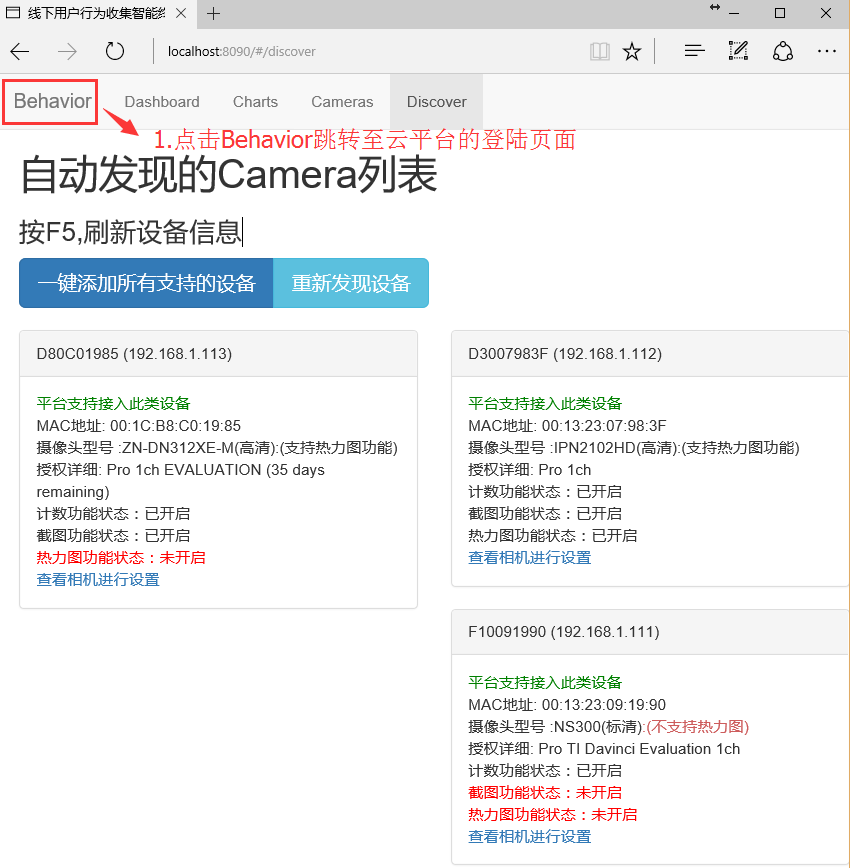 线下用户行为收集智能终
localhost:8090/#/discover
Behavior Dashboard Charts Cameras Discover
1.点击Behavior跳转至云平台的登陆页面
自动发现的Camera列表
按F5,刷新设备信息
一键添加所有支持的设备 重新发现设备
D80C01985 (192.168.1.113)
平台支持接入此类设备
MAC地址: 00:1C:B8:C0:19:85
摄像头型号 :ZN-DN312XE-M(高清):(支持热力图功能)
授权详细: Pro 1ch EVALUATION (35 days
remaining)
计数功能状态：已开启
截图功能状态：已开启
热力图功能状态：未开启
查看相机进行设置
D3007983F (192.168.1.112)
平台支持接入此类设备
MAC地址: 00:13:23:07:98:3F
摄像头型号 :IPN2102HD(高清):(支持热力图功能)
授权详细: Pro 1ch
计数功能状态：已开启
截图功能状态：已开启
热力图功能状态：已开启
查看相机进行设置
F10091990 (192.168.1.111)
平台支持接入此类设备
MAC地址: 00:13:23:09:19:90
摄像头型号 :NS300(标清):(不支持热力图)
授权详细: Pro TI Davinci Evaluation 1ch
计数功能状态：已开启
截图功能状态：未开启
热力图功能状态：未开启
查看相机进行设置